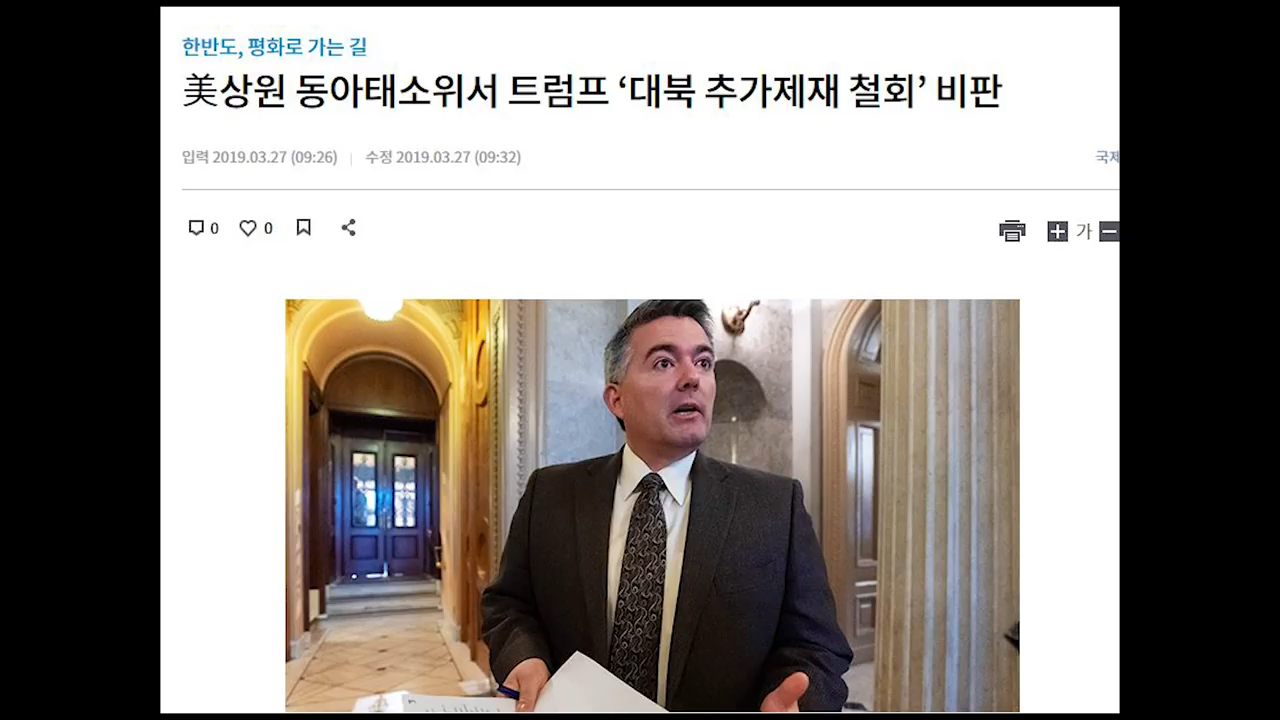 한반도, 평화로 가는 길
美상원 동아태소위서 트럼프 ‘대북 추가제재 철회’ 비판
입력 2019.03.27 (09:26) | 수정 2019.03.27 (09:32)
국제
0 0
가